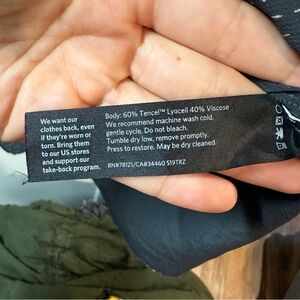 We want our
clothes back, even
if they're worn or
torn. Bring them
to our US stores
and support our
take-back program.
Body: 60% Tencel™ Lyocell 40% Viscose
We recommend machine wash cold,
gentle cycle. Do not bleach.
Tumble dry low, remove promptly.
Press to restore. May be dry cleaned.
RN#78121/CA#34460 S19TRZ